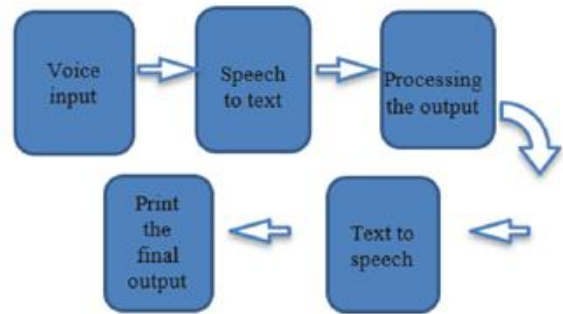 Voice
input
Speech
to text
Processing
the output
Text to
speech
Print
the
final
output